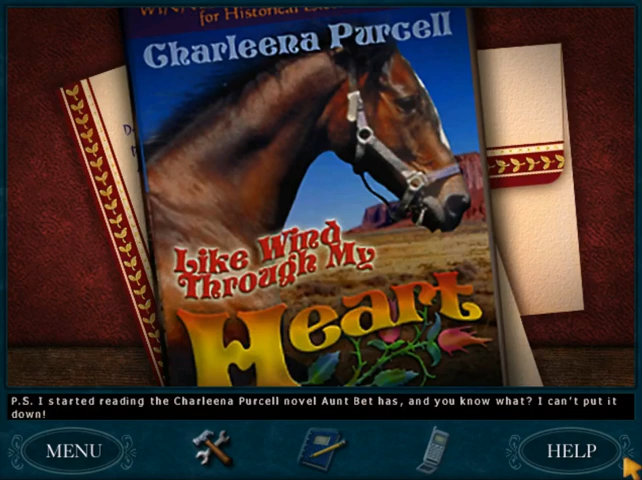 for Historical
Charleena Purcell
Like Wind
Through My
Heart
P.S. I started reading the Charleena Purcell novel Aunt Bet has, and you know what? I can't put it
down!
MENU
HELP